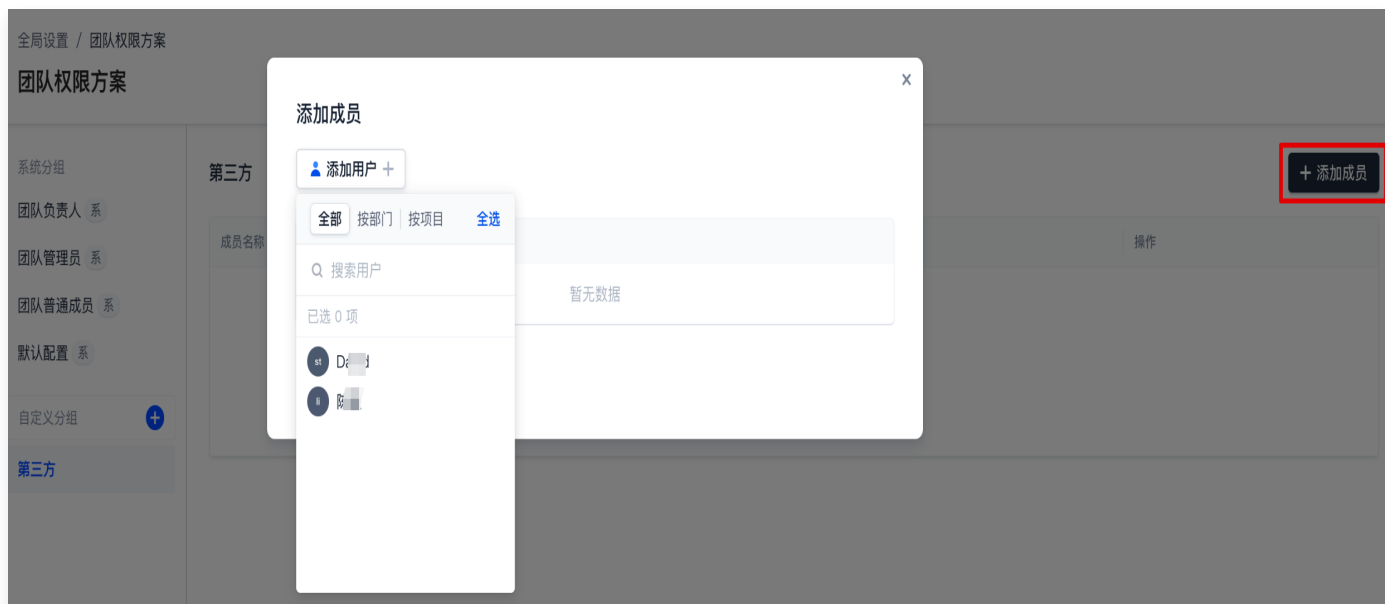 全局设置 / 团队权限方案
团队权限方案
系统分组
团队负责人 系
团队管理员 系
团队普通成员 系
默认配置 系
自定义分组
第三方
第三方
+ 添加成员
成员名称
操作
x
添加成员
添加用户 +
全部 按部门 按项目 全选
搜索用户
已选 0 项
st
li
暂无数据